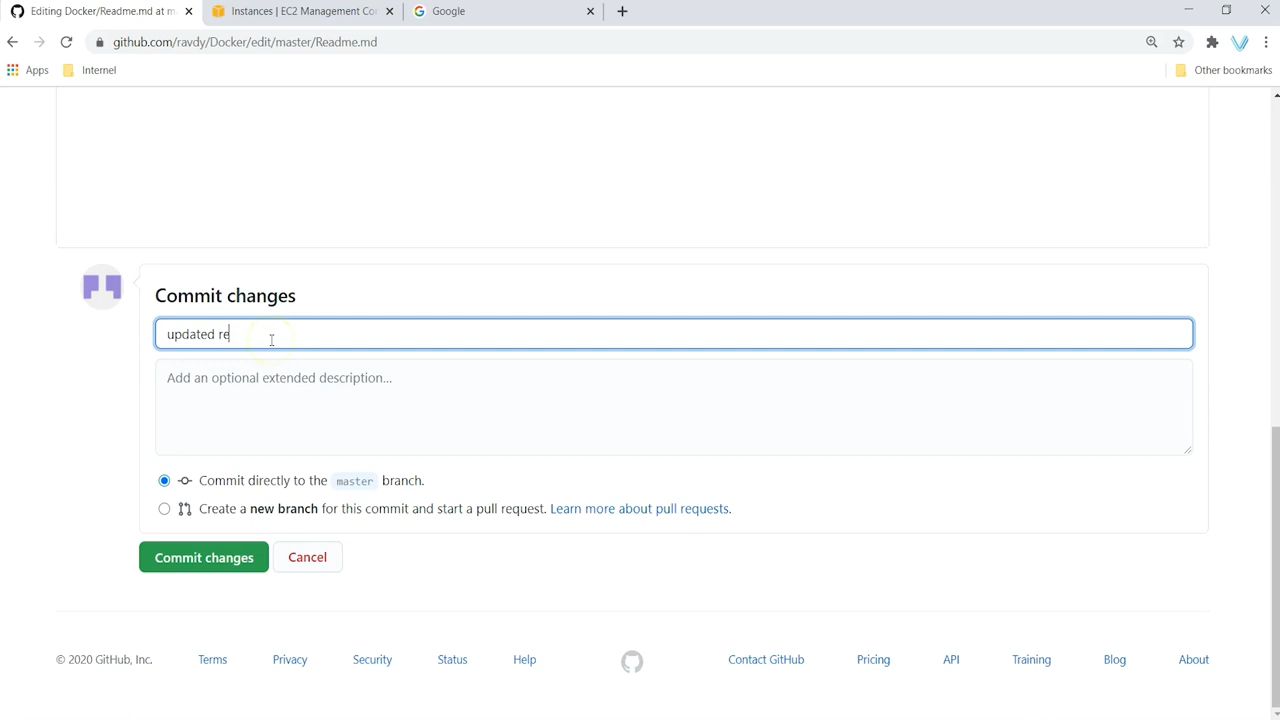 Editing Docker/Readme.md at m
Instances | EC2 Management Co
Google
github.com/ravdy/Docker/edit/master/Readme.md
Apps
Internet
Other bookmarks
Commit changes
updated re
Add an optional extended description...
Commit directly to the master branch.
Create a new branch for this commit and start a pull request. Learn more about pull requests.
Commit changes
Cancel
© 2020 GitHub, Inc. Terms Privacy Security Status Help Contact GitHub Pricing API Training Blog About